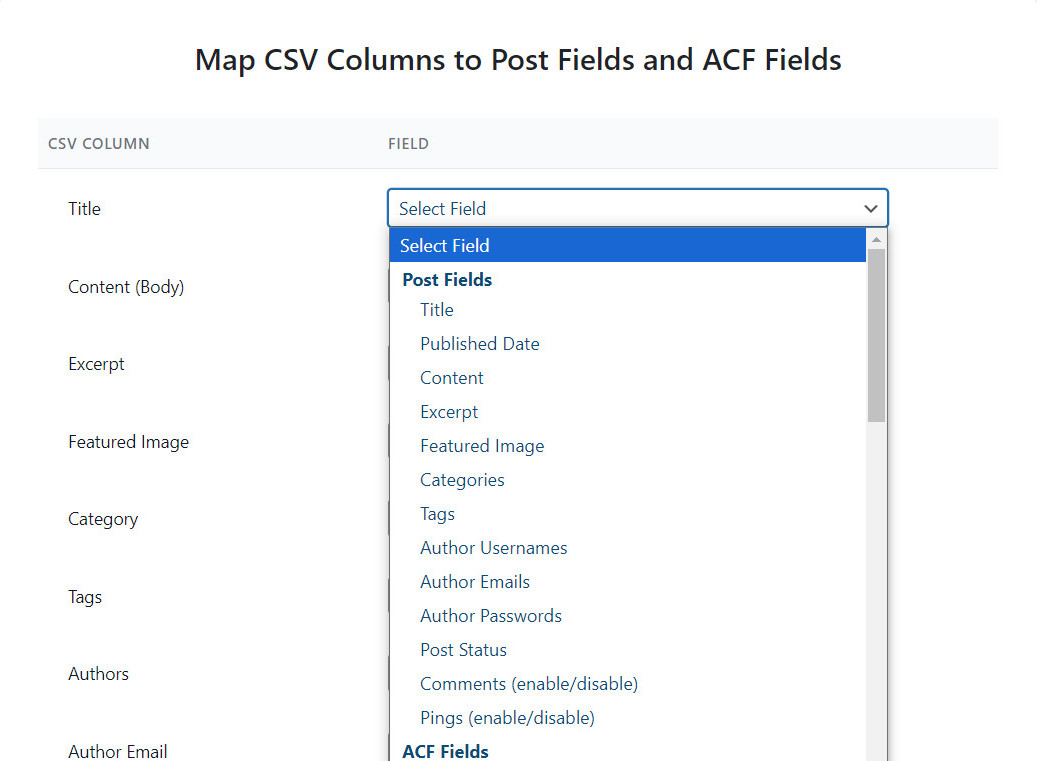 Map CSV Columns to Post Fields and ACF Fields
CSV COLUMN FIELD
Title
Select Field
Select Field
Post Fields
Title
Published Date
Content
Excerpt
Featured Image
Categories
Tags
Author Usernames
Author Emails
Author Passwords
Post Status
Comments (enable/disable)
Pings (enable/disable)
ACF Fields
Content (Body)
Excerpt
Featured Image
Category
Tags
Authors
Author Email